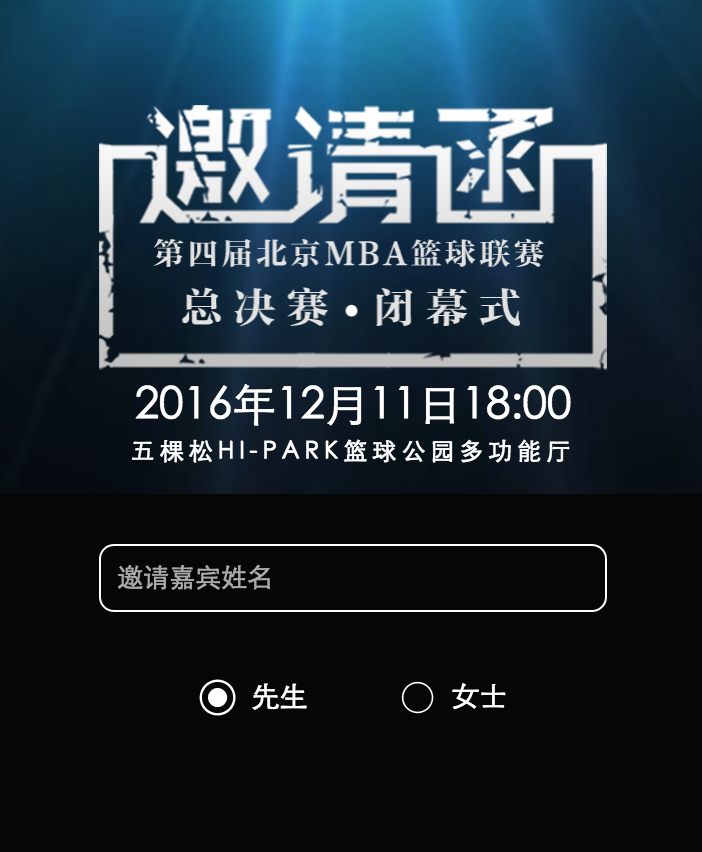 邀请函
第四届北京MBA篮球联赛
总决赛•闭幕式
2016年12月11日18:00
五棵松HI-PARK篮球公园多功能厅
邀请嘉宾姓名
先生 女士